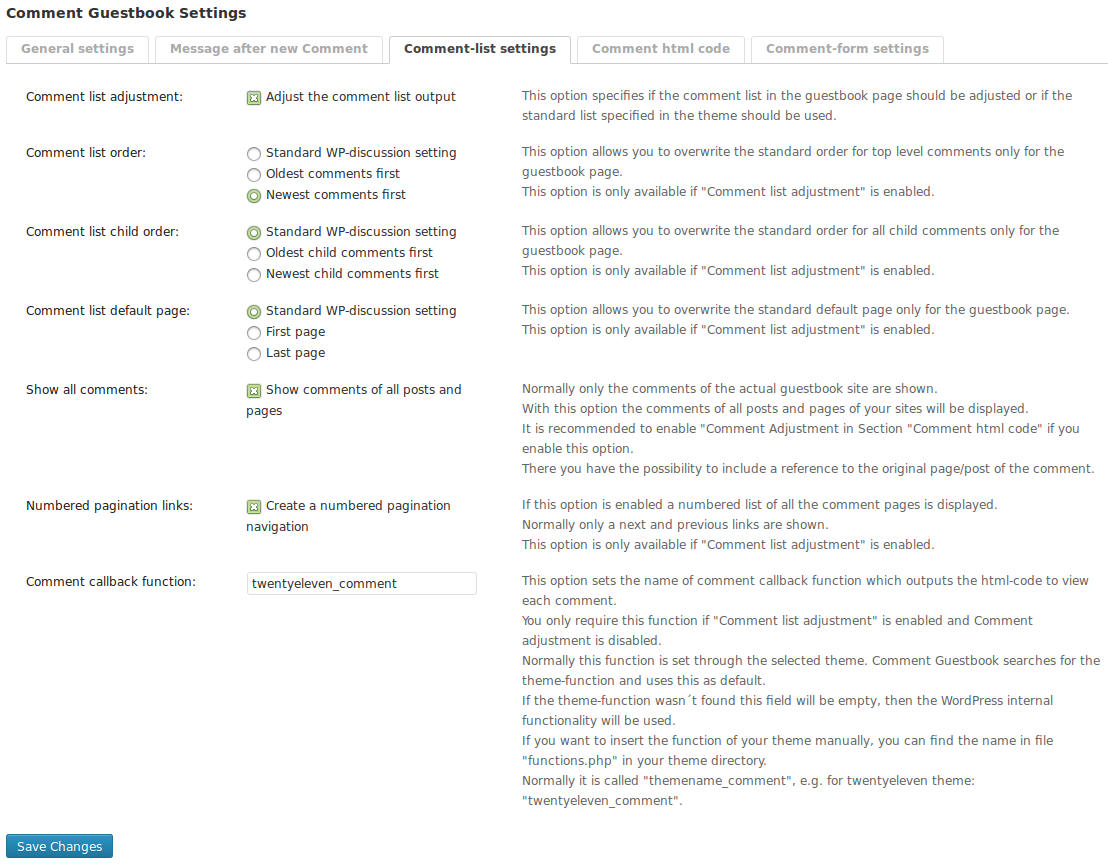 Comment Guestbook Settings
General settings
Message after new Comment
Comment-list settings
Comment html code
Comment-form settings
Comment list adjustment:
Adjust the comment list output
This option specifies if the comment list in the guestbook page should be adjusted or if the
standard list specified in the theme should be used.
Comment list order:
Standard WP-discussion setting
Oldest comments first
Newest comments first
This option allows you to overwrite the standard order for top level comments only for the
guestbook page.
This option is only available if "Comment list adjustment" is enabled.
Comment list child order:
Standard WP-discussion setting
Oldest child comments first
Newest child comments first
This option allows you to overwrite the standard order for all child comments only for the
guestbook page.
This option is only available if "Comment list adjustment" is enabled.
Comment list default page:
Standard WP-discussion setting
First page
Last page
This option allows you to overwrite the standard default page only for the guestbook page.
This option is only available if "Comment list adjustment" is enabled.
Show all comments:
Show comments of all posts and
pages
Normally only the comments of the actual guestbook site are shown.
With this option the comments of all posts and pages of your sites will be displayed.
It is recommended to enable "Comment Adjustment in Section "Comment html code" if you
enable this option.
There you have the possibility to include a reference to the original page/post of the comment.
Numbered pagination links:
Create a numbered pagination
navigation
If this option is enabled a numbered list of all the comment pages is displayed.
Normally only a next and previous links are shown.
This option is only available if "Comment list adjustment" is enabled.
Comment callback function:
twentyeleven_comment
This option sets the name of comment callback function which outputs the html-code to view
each comment.
You only require this function if "Comment list adjustment" is enabled and Comment
adjustment is disabled.
Normally this function is set through the selected theme. Comment Guestbook searches for the
theme-function and uses this as default.
If the theme-function wasn´t found this field will be empty, then the WordPress internal
functionality will be used.
If you want to insert the function of your theme manually, you can find the name in file
"functions.php" in your theme directory.
Normally it is called "themename_comment", e.g. for twentyeleven theme:
"twentyeleven_comment".
Save Changes